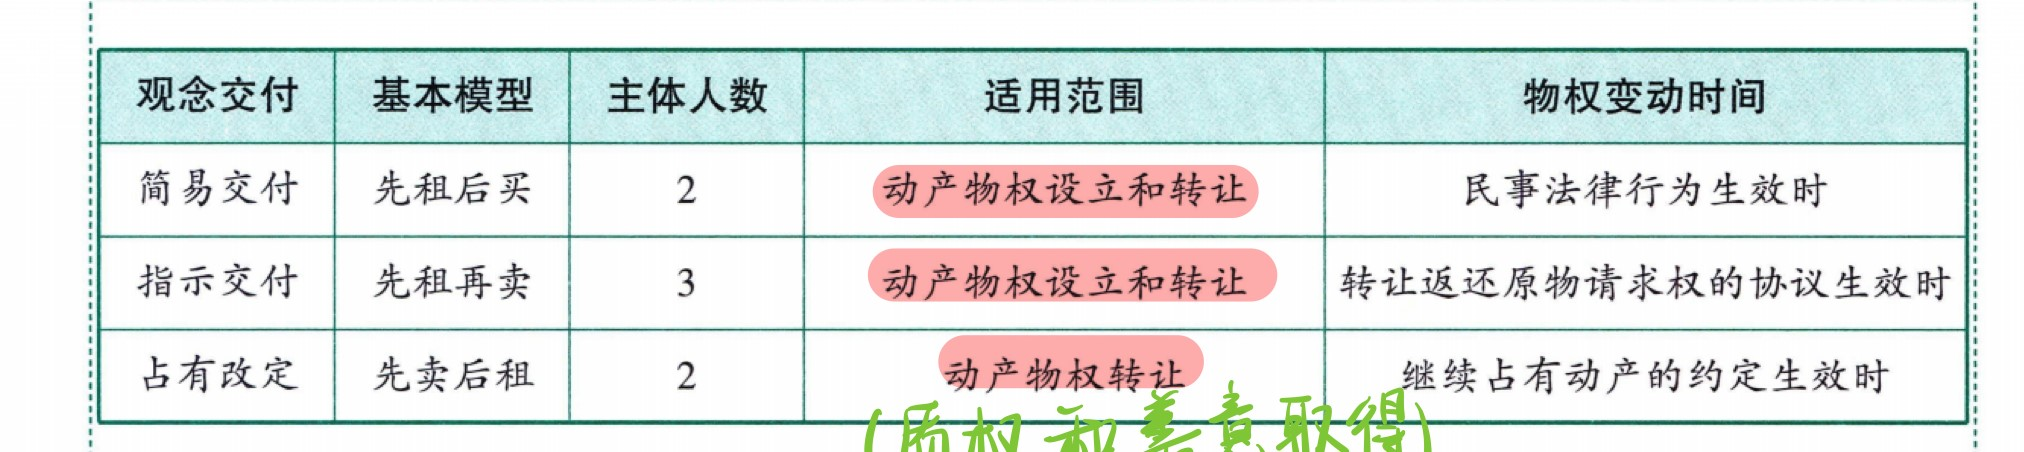 观念交付 基本模型 主体人数 适用范围 物权变动时间
简易交付 先租后买 2 动产物权设立和转让 民事法律行为生效时
指示交付 先租再卖 3 动产物权设立和转让 转让返还原物请求权的协议生效时
占有改定 先卖后租 2 动产物权转让 继续占有动产的约定生效时
(质权和善意取得)